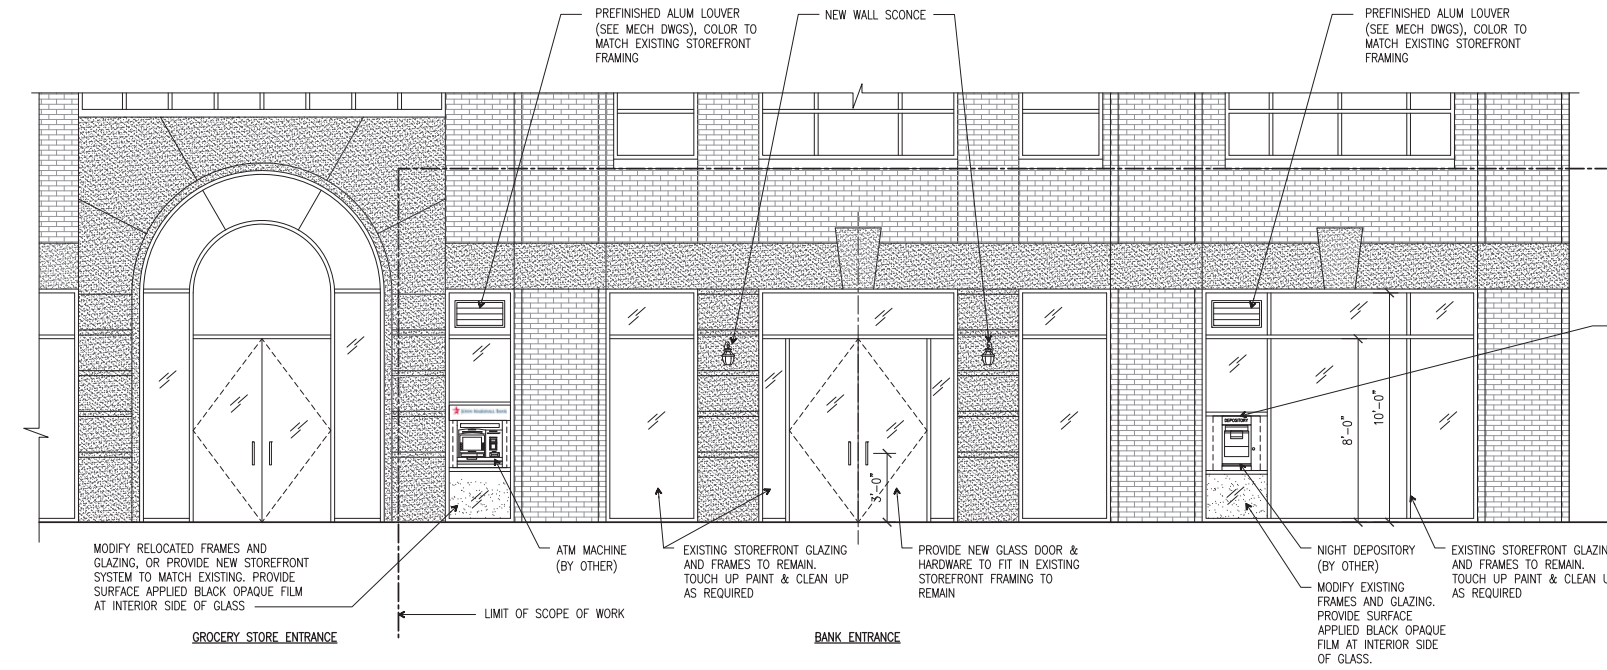 PREFINISHED ALUM LOUVER
(SEE MECH DWGS), COLOR TO
MATCH EXISTING STOREFRONT
FRAMING
NEW WALL SCONCE
PREFINISHED ALUM LOUVER
(SEE MECH DWGS), COLOR TO
MATCH EXISTING STOREFRONT
FRAMING
DEPOSITORY
3'-0"
8'-0"
10'-0"
MODIFY RELOCATED FRAMES AND
GLAZING, OR PROVIDE NEW STOREFRONT
SYSTEM TO MATCH EXISTING. PROVIDE
SURFACE APPLIED BLACK OPAQUE FILM
AT INTERIOR SIDE OF GLASS
ATM MACHINE
(BY OTHER)
EXISTING STOREFRONT GLAZING
AND FRAMES TO REMAIN.
TOUCH UP PAINT & CLEAN UP
AS REQUIRED
PROVIDE NEW GLASS DOOR &
HARDWARE TO FIT IN EXISTING
STOREFRONT FRAMING TO
REMAIN
NIGHT DEPOSITORY
(BY OTHER)
MODIFY EXISTING
FRAMES AND GLAZING.
PROVIDE SURFACE
APPLIED BLACK OPAQUE
FILM AT INTERIOR SIDE
OF GLASS.
EXISTING STOREFRONT GLAZIN
AND FRAMES TO REMAIN.
TOUCH UP PAINT & CLEAN U
AS REQUIRED
LIMIT OF SCOPE OF WORK
GROCERY STORE ENTRANCE
BANK ENTRANCE